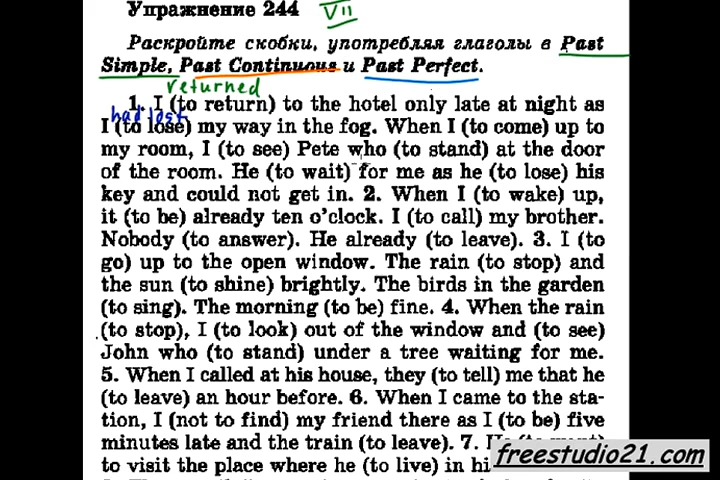 Упражнение 244 VII
Раскройте скобки, употребляя глаголы в Past
Simple, Past Continuous и Past Perfect.
returned
1. I (to return) to the hotel only late at night as
had lost
I (to lose) my way in the fog. When I (to come) up to
my room, I (to see) Pete who (to stand) at the door
of the room. He (to wait) for me as he (to lose) his
key and could not get in. 2. When I (to wake) up,
it (to be) already ten o'clock. I (to call) my brother.
Nobody (to answer). He already (to leave). 3. I (to
go) up to the open window. The rain (to stop) and
the sun (to shine) brightly. The birds in the garden
(to sing). The morning (to be) fine. 4. When the rain
(to stop), I (to look) out of the window and (to see)
John who (to stand) under a tree waiting for me.
5. When I called at his house, they (to tell) me that he
(to leave) an hour before. 6. When I came to the sta-
tion, I (not to find) my friend there as I (to be) five
minutes late and the train (to leave). 7.
to visit the place where he (to live) in
freestudio21.com